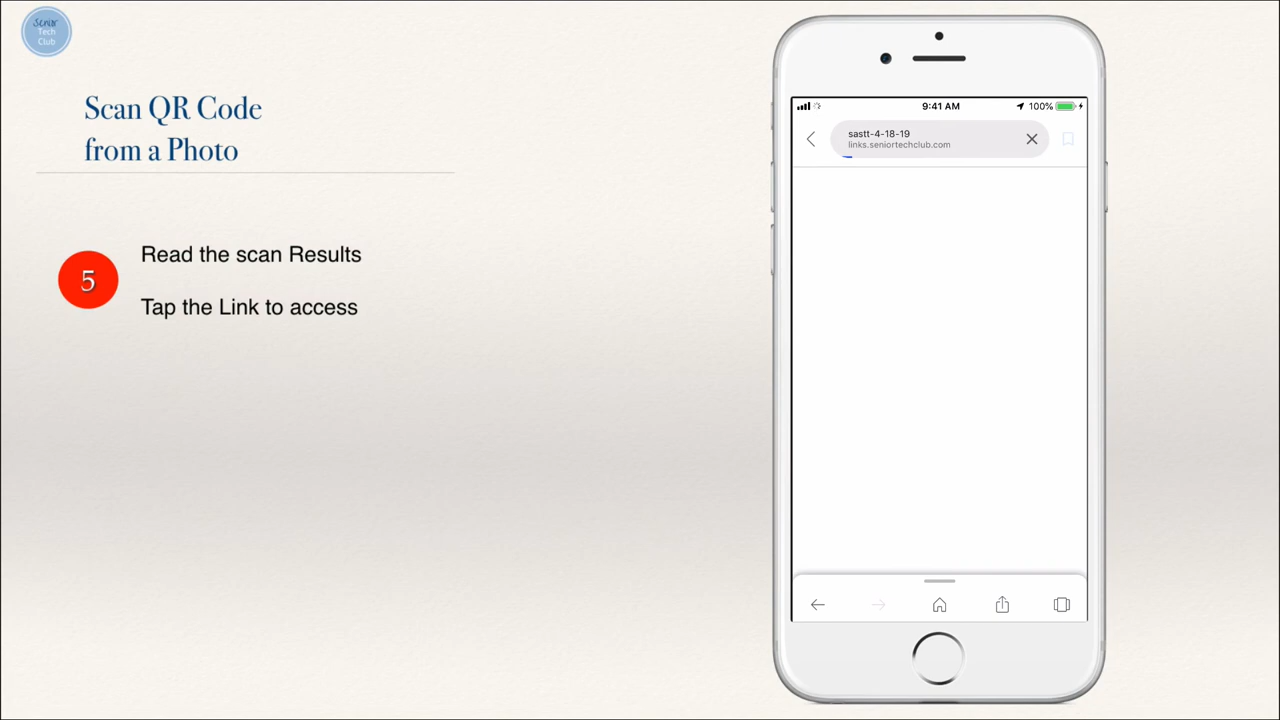 Senior
Tech
Club
Scan QR Code
from a Photo
5
Read the scan Results
Tap the Link to access
9:41 AM
100%
sastt-4-18-19
links.seniortechclub.com